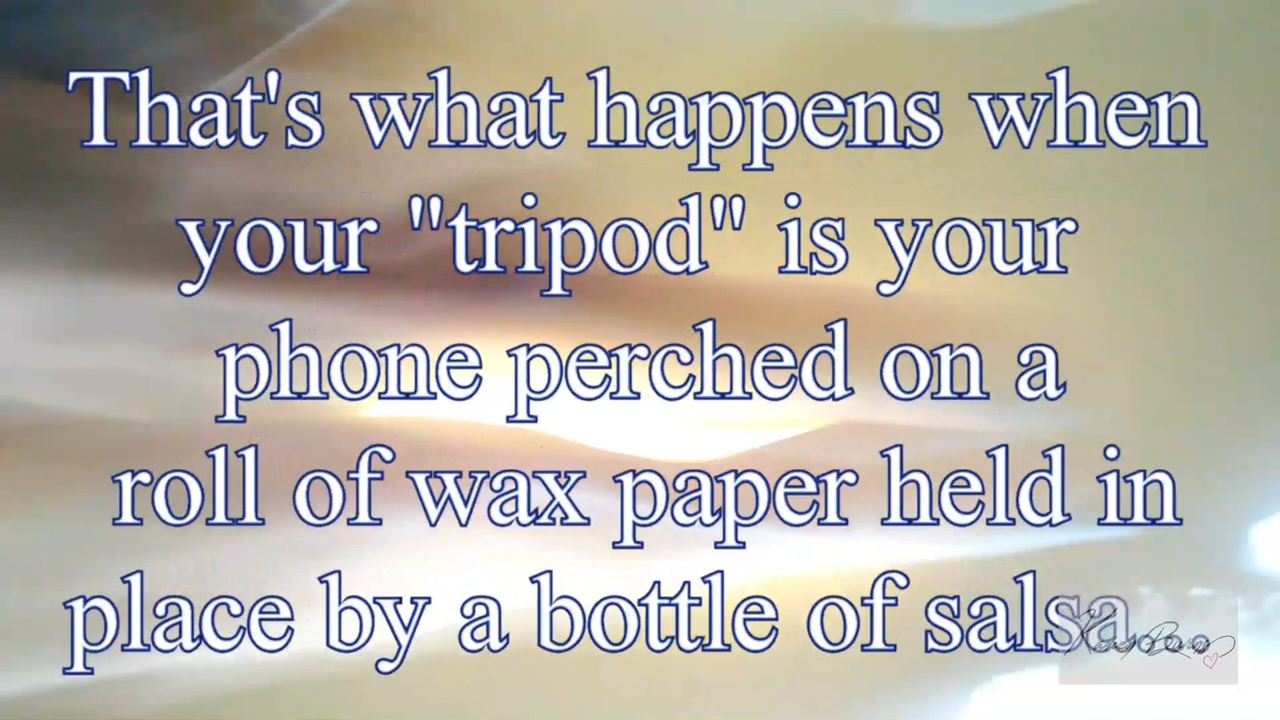 That's what happens when
your "tripod" is your
phone perched on a
roll of wax paper held in
place by a bottle of salsa...